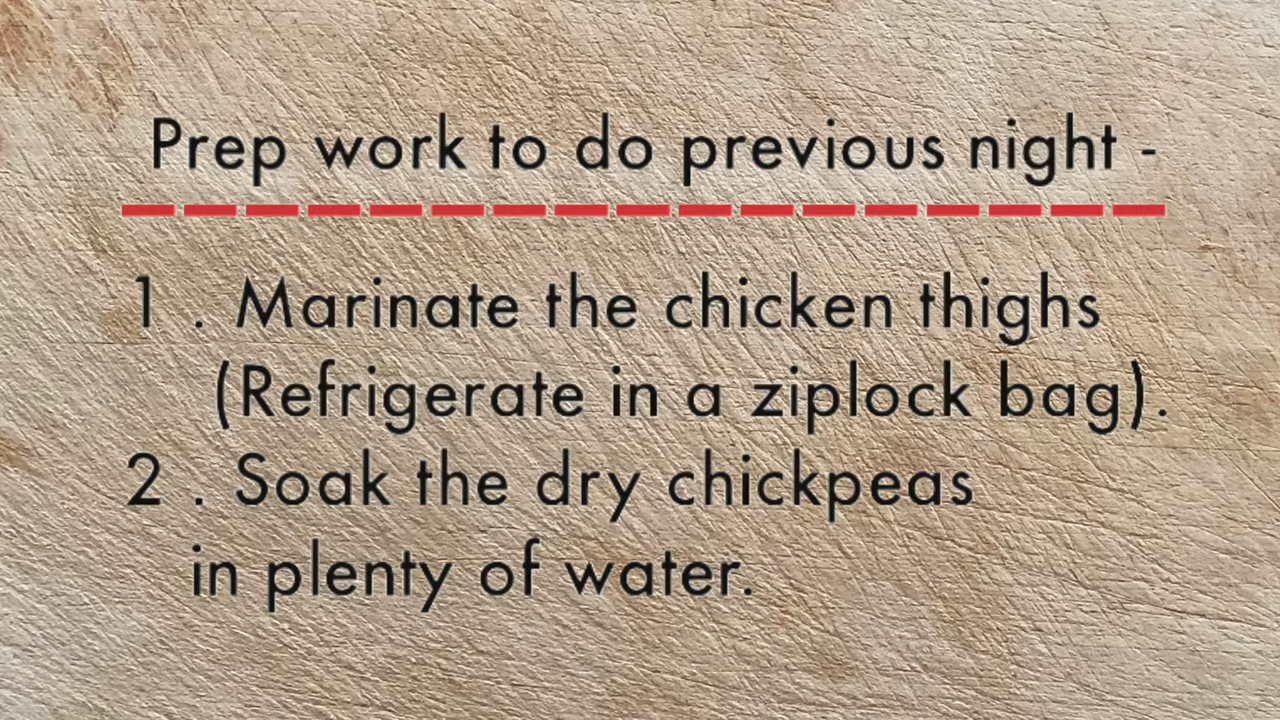 Prep work to do previous night -
1 . Marinate the chicken thighs
(Refrigerate in a ziplock bag).
2 . Soak the dry chickpeas
in plenty of water.